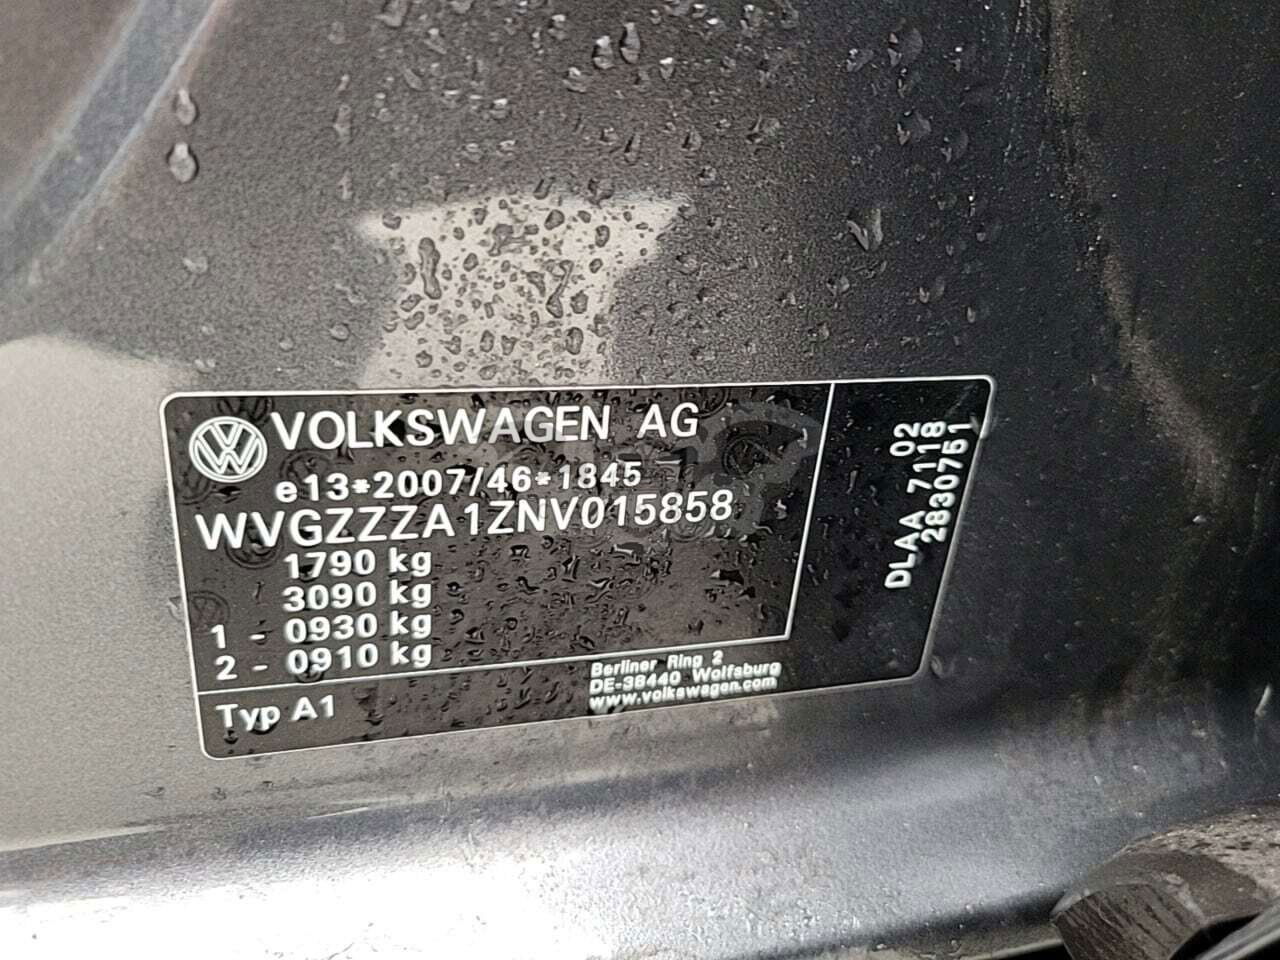 VOLKSWAGEN AG
e13*2007/46*1845
WVGZZZA1ZNV015858
1790 kg
3090 kg
1 - 0930 kg
2 - 0910 kg
Typ A1
Berliner Ring 2
DE-38440 Wolfsburg
www.volkswagen.com
DLAA 7118 02
2830751